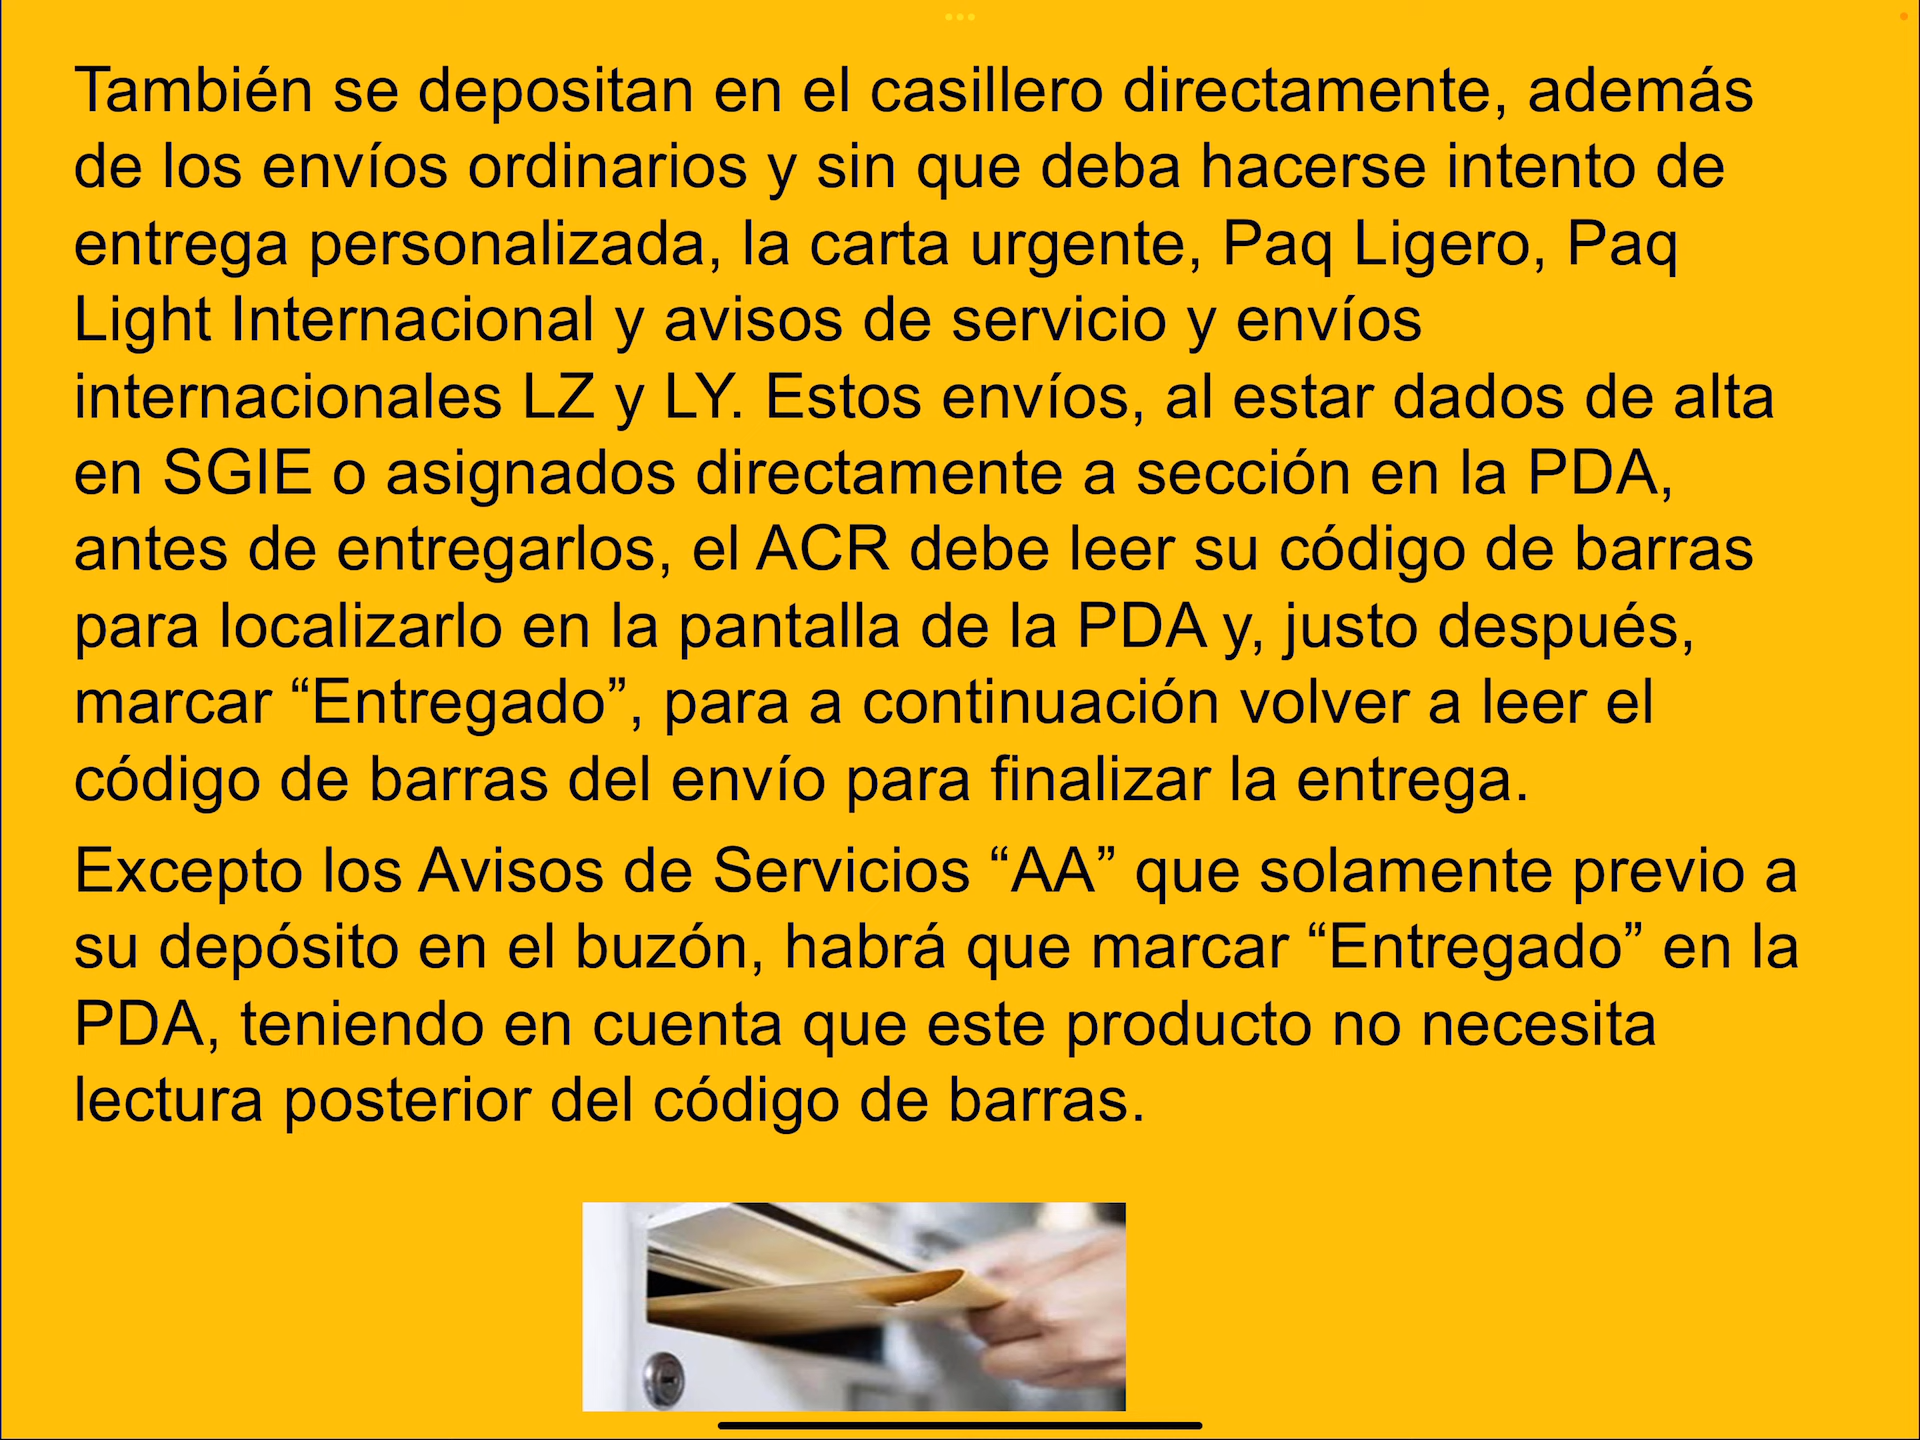 También se depositan en el casillero directamente, además
de los envíos ordinarios y sin que deba hacerse intento de
entrega personalizada, la carta urgente, Paq Ligero, Paq
Light Internacional y avisos de servicio y envíos
internacionales LZ y LY. Estos envíos, al estar dados de alta
en SGIE o asignados directamente a sección en la PDA,
antes de entregarlos, el ACR debe leer su código de barras
para localizarlo en la pantalla de la PDA y, justo después,
marcar “Entregado”, para a continuación volver a leer el
código de barras del envío para finalizar la entrega.
Excepto los Avisos de Servicios “AA” que solamente previo a
su depósito en el buzón, habrá que marcar “Entregado” en la
PDA, teniendo en cuenta que este producto no necesita
lectura posterior del código de barras.